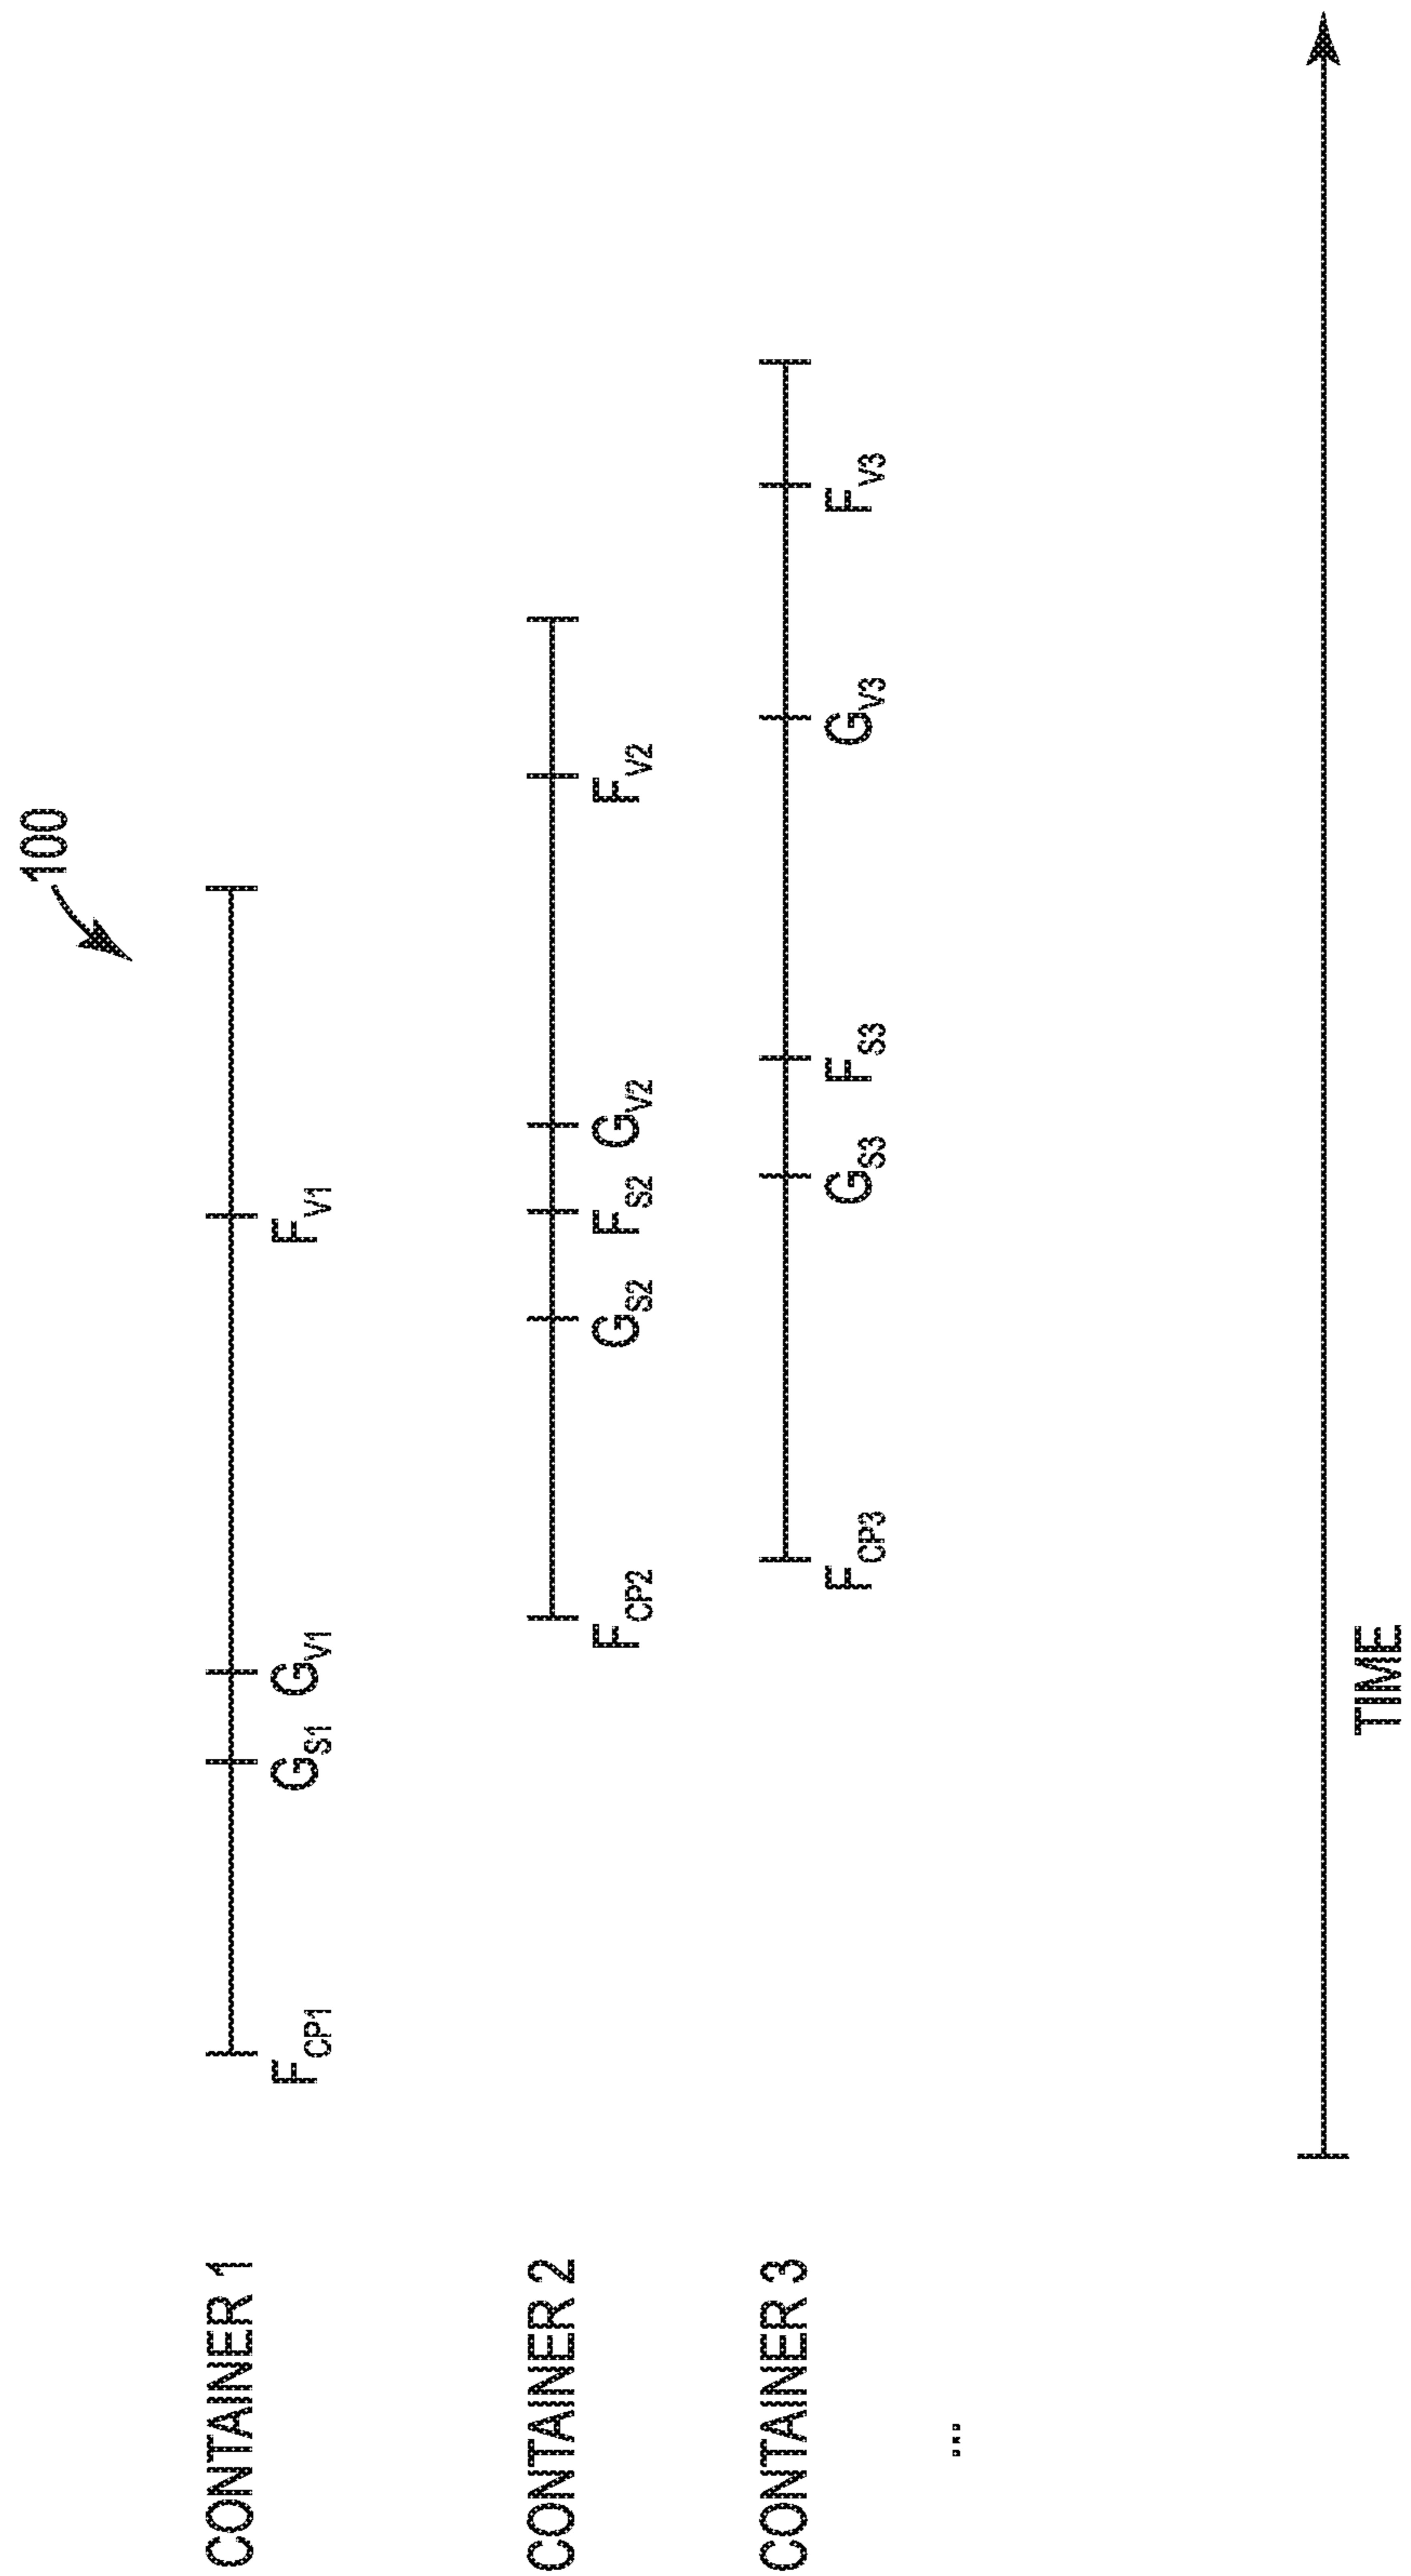 100
CONTAINER 1
F_CP1 G_S1 G_V1 F_V1
CONTAINER 2
F_CP2 G_S2 F_S2 G_V2 F_V2
CONTAINER 3
F_CP3 G_S3 F_S3 G_V3 F_V3
...
TIME